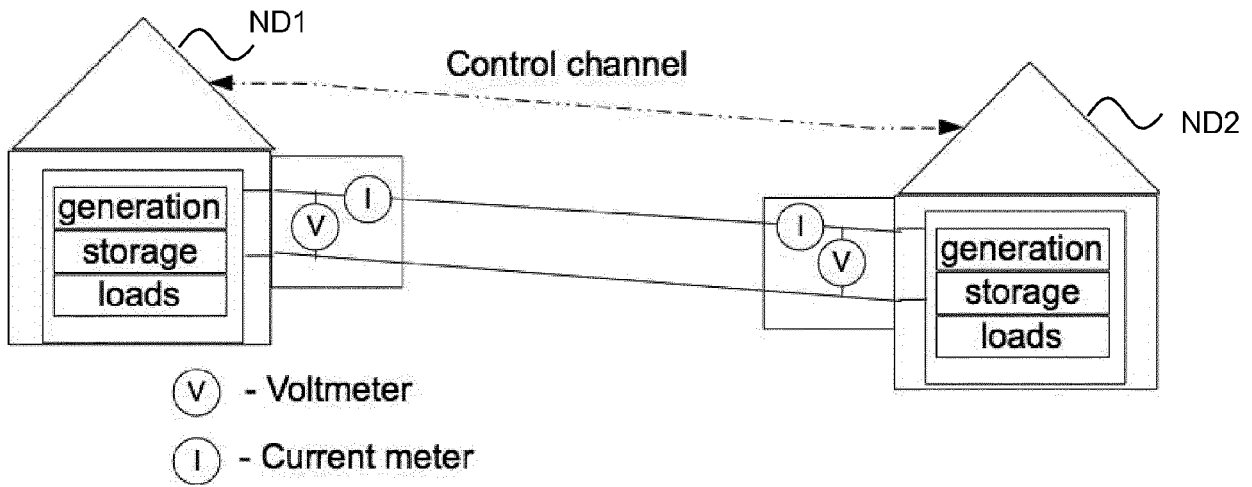 ND1
Control channel
ND2
I
V
generation
storage
loads
I
V
generation
storage
loads
V - Voltmeter
I - Current meter